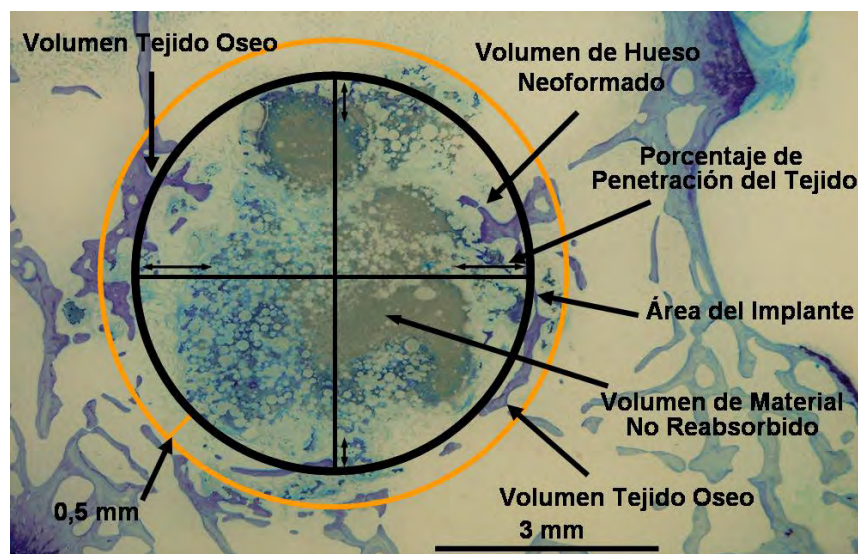 Volumen Tejido Oseo
Volumen de Hueso
Neoformado
Porcentaje de
Penetración del Tejido
Área del Implante
Volumen de Material
No Reabsorbido
Volumen Tejido Oseo
0,5 mm
3 mm